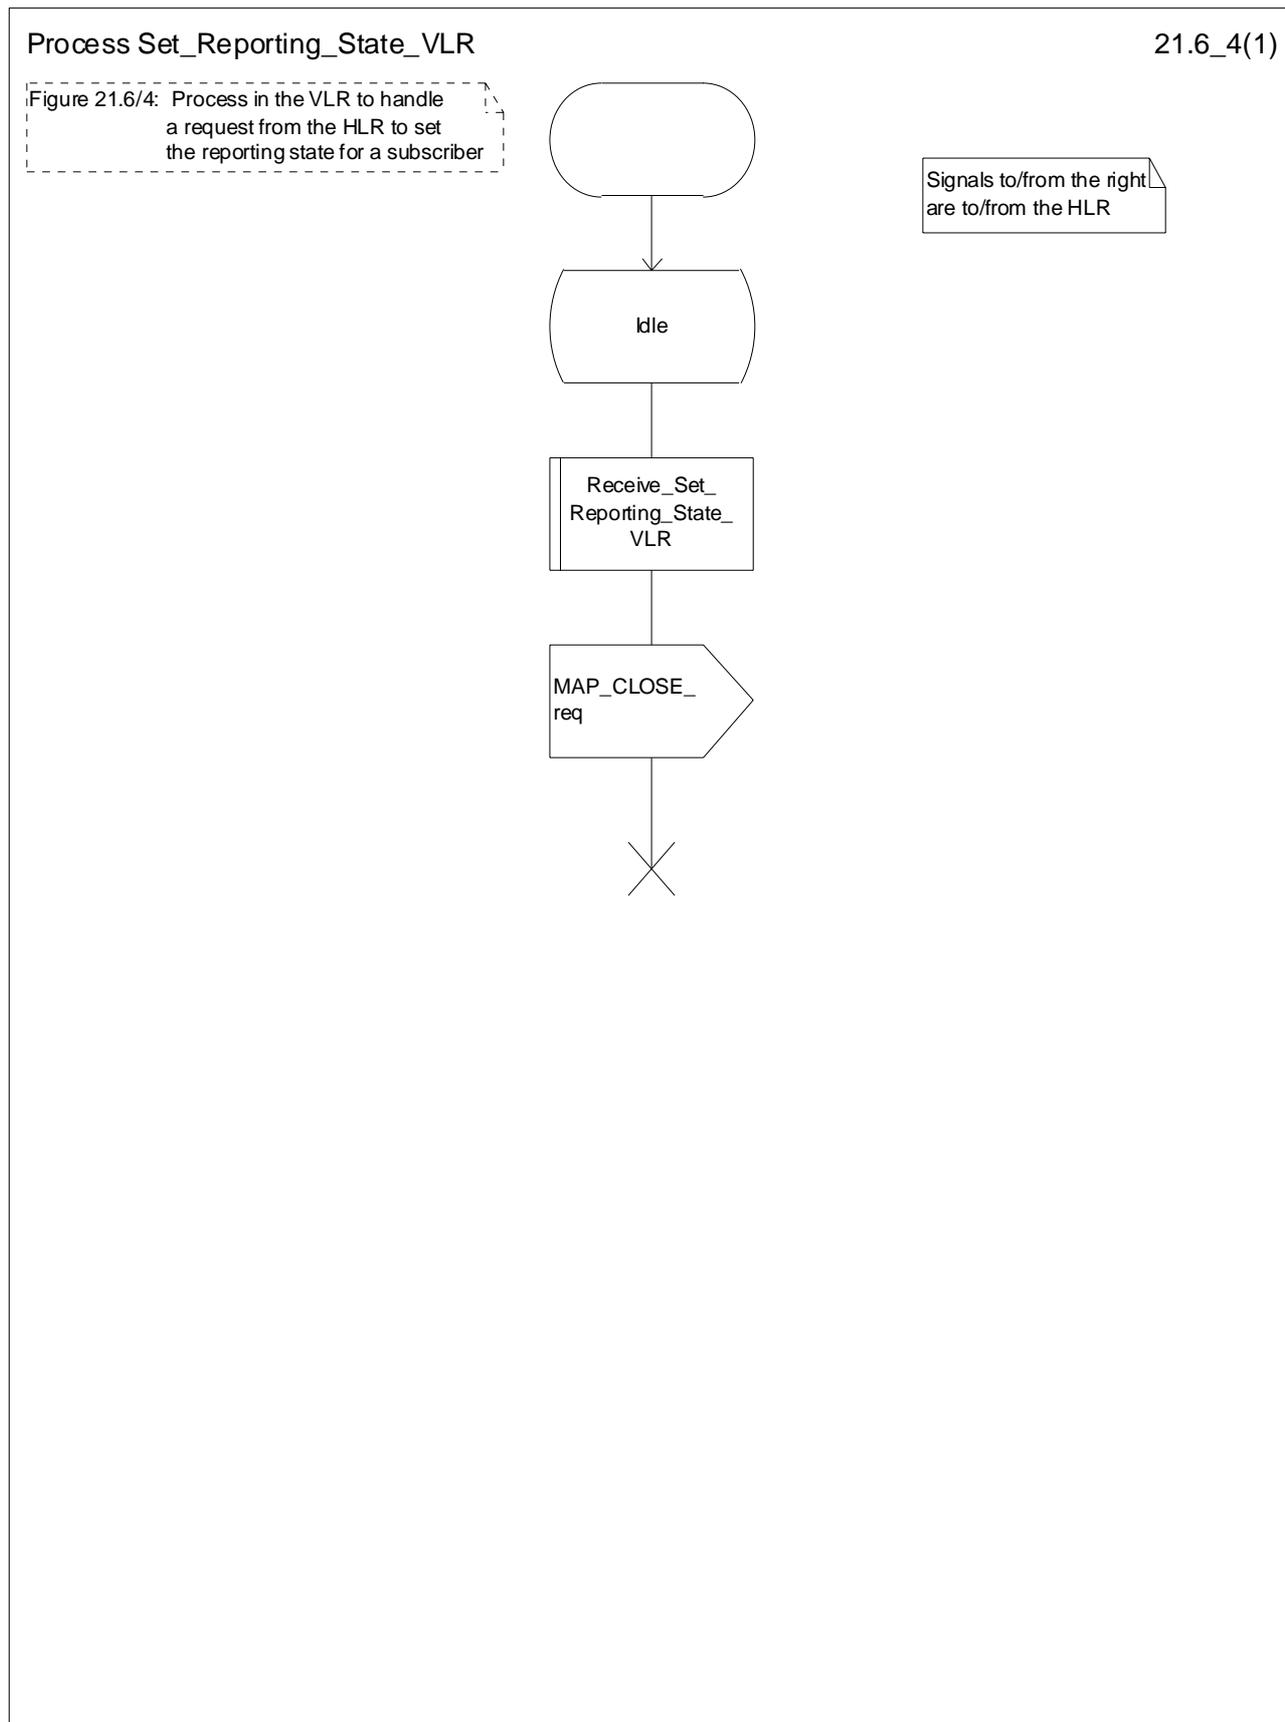 Process Set_Reporting_State_VLR
21.6_4(1)
Figure 21.6/4: Process in the VLR to handle
a request from the HLR to set
the reporting state for a subscriber
Signals to/from the right
are to/from the HLR
Idle
Receive_Set_
Reporting_State_
VLR
MAP_CLOSE_
req